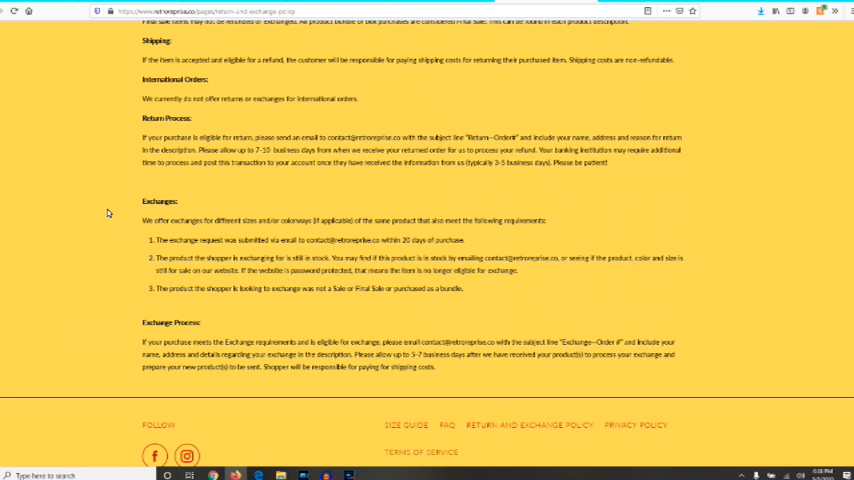 https://www.retroreprise.co/pages/return-and-exchange-policy
Final sale items may not be refunded or exchanged. All product bundle or box purchases are considered Final Sale. This can be found in each product description.
Shipping:
If the item is accepted and eligible for a refund, the customer will be responsible for paying shipping costs for returning their purchased item. Shipping costs are non-refundable.
International Orders:
We currently do not offer returns or exchanges for international orders.
Return Process:
If your purchase is eligible for return, please send an email to contact@retroreprise.co with the subject line "Return--Order#" and include your name, address and reason for return
in the description. Please allow up to 7-10 business days from when we receive your returned order for us to process your refund. Your banking institution may require additional
time to process and post this transaction to your account once they have received the information from us (typically 3-5 business days). Please be patient!
Exchanges:
We offer exchanges for different sizes and/or colorways (if applicable) of the same product that also meet the following requirements:
1. The exchange request was submitted via email to contact@retroreprise.co within 20 days of purchase.
2. The product the shopper is exchanging for is still in stock. You may find if this product is in stock by emailing contact@retroreprise.co, or seeing if the product, color and size is
still for sale on our website. If the website is password protected, that means the item is no longer eligible for exchange.
3. The product the shopper is looking to exchange was not a Sale or Final Sale or purchased as a bundle.
Exchange Process:
If your purchase meets the Exchange requirements and is eligible for exchange, please email contact@retroreprise.co with the subject line "Exchange--Order #" and include your
name, address and details regarding your exchange in the description. Please allow up to 5-7 business days after we have received your product(s) to process your exchange and
prepare your new product(s) to be sent. Shopper will be responsible for paying for shipping costs.
FOLLOW
SIZE GUIDE FAQ RETURN AND EXCHANGE POLICY PRIVACY POLICY
TERMS OF SERVICE
Type here to search